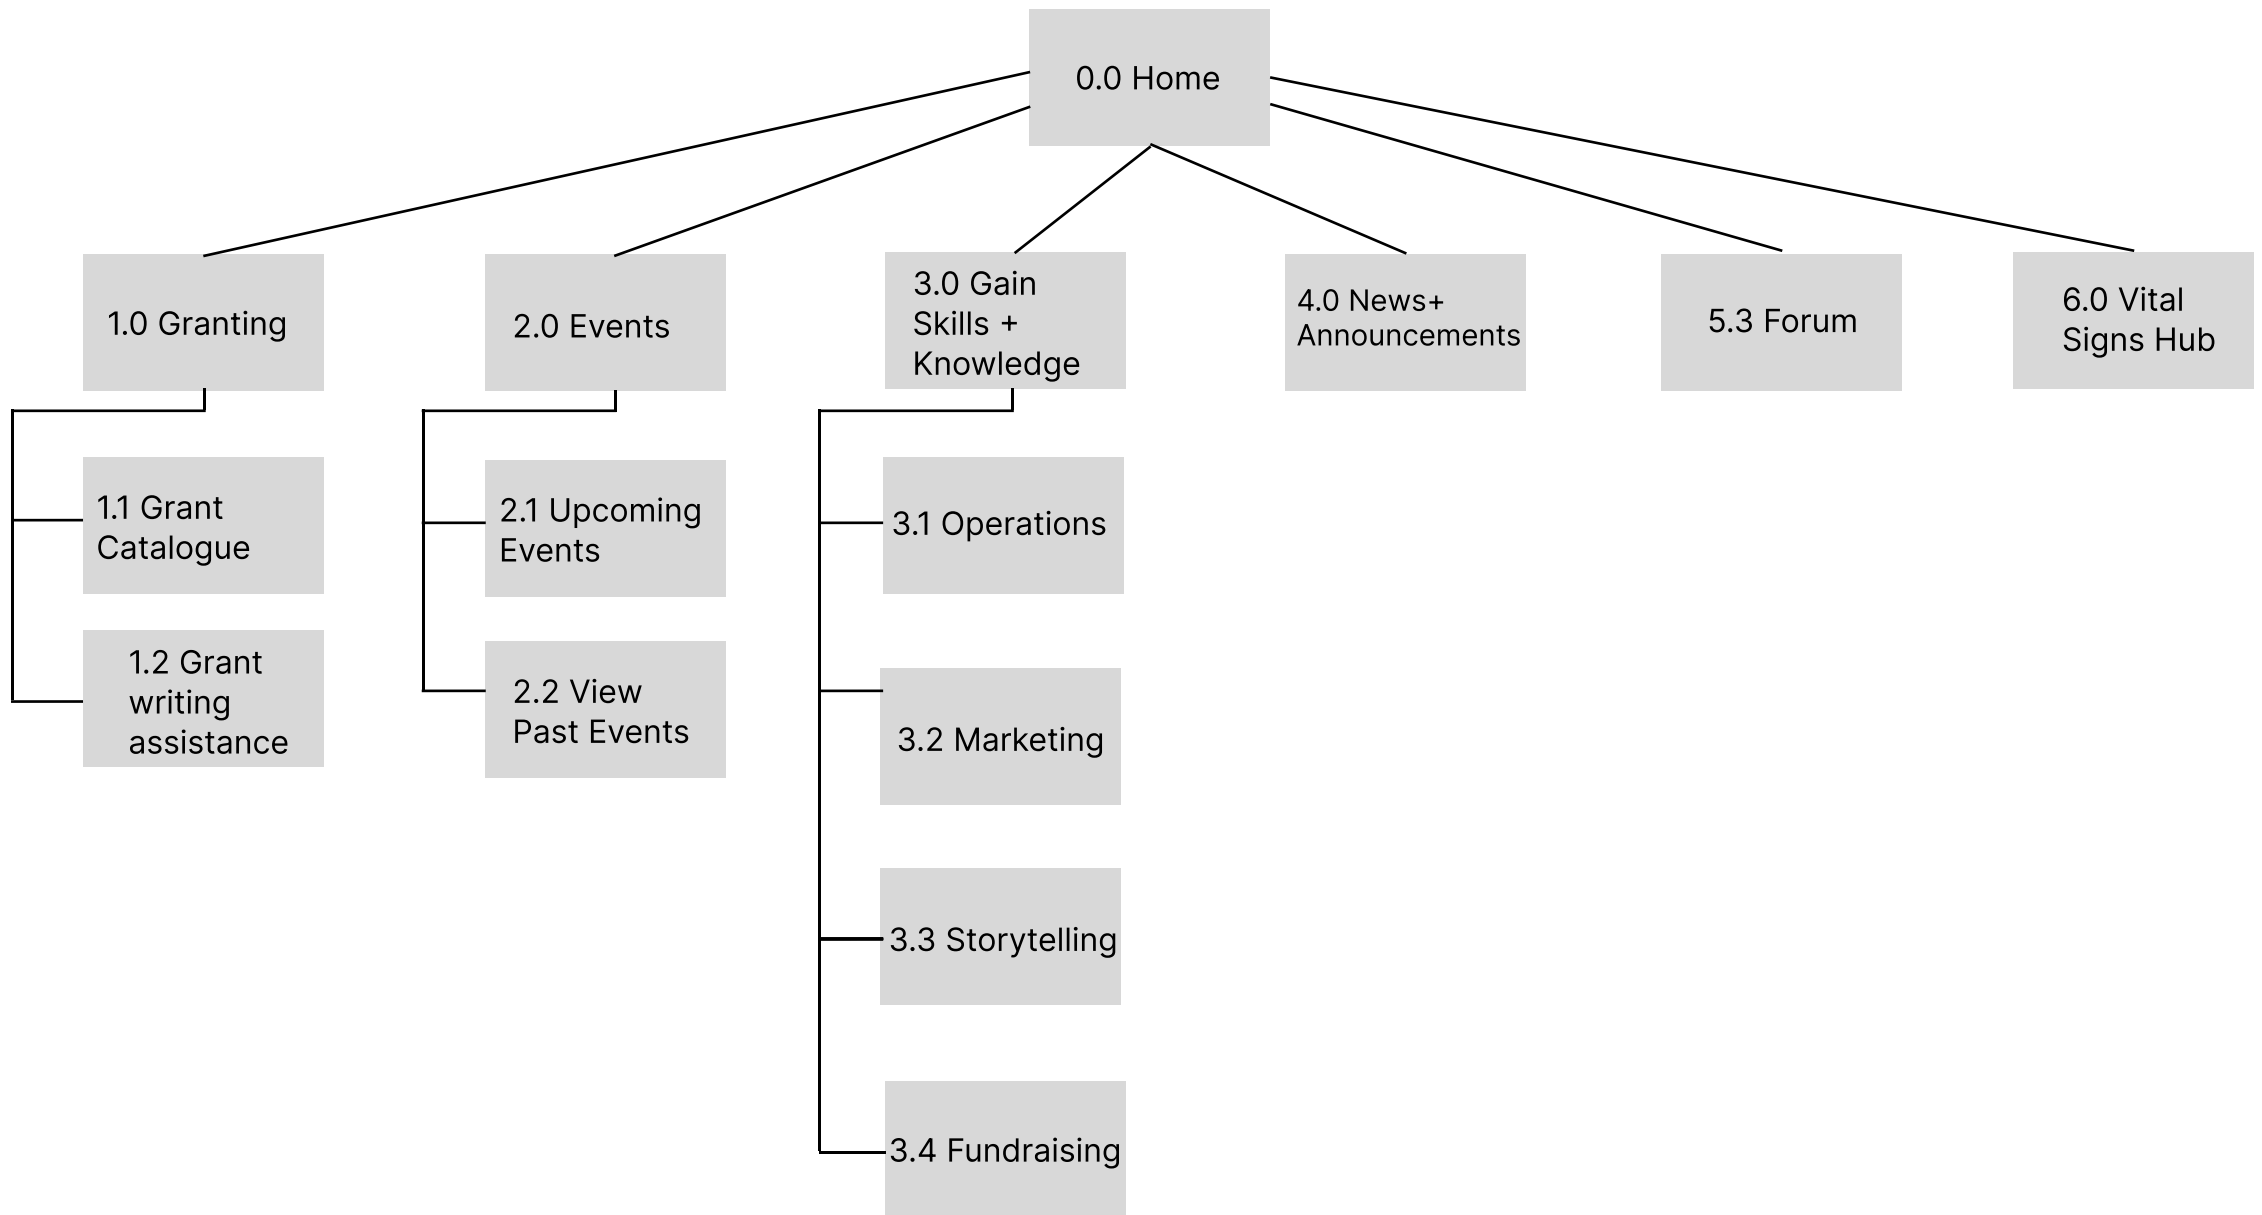 0.0 Home
1.0 Granting
2.0 Events
3.0 Gain
Skills +
Knowledge
4.0 News+
Announcements
5.3 Forum
6.0 Vital
Signs Hub
1.1 Grant
Catalogue
1.2 Grant
writing
assistance
2.1 Upcoming
Events
2.2 View
Past Events
3.1 Operations
3.2 Marketing
3.3 Storytelling
3.4 Fundraising